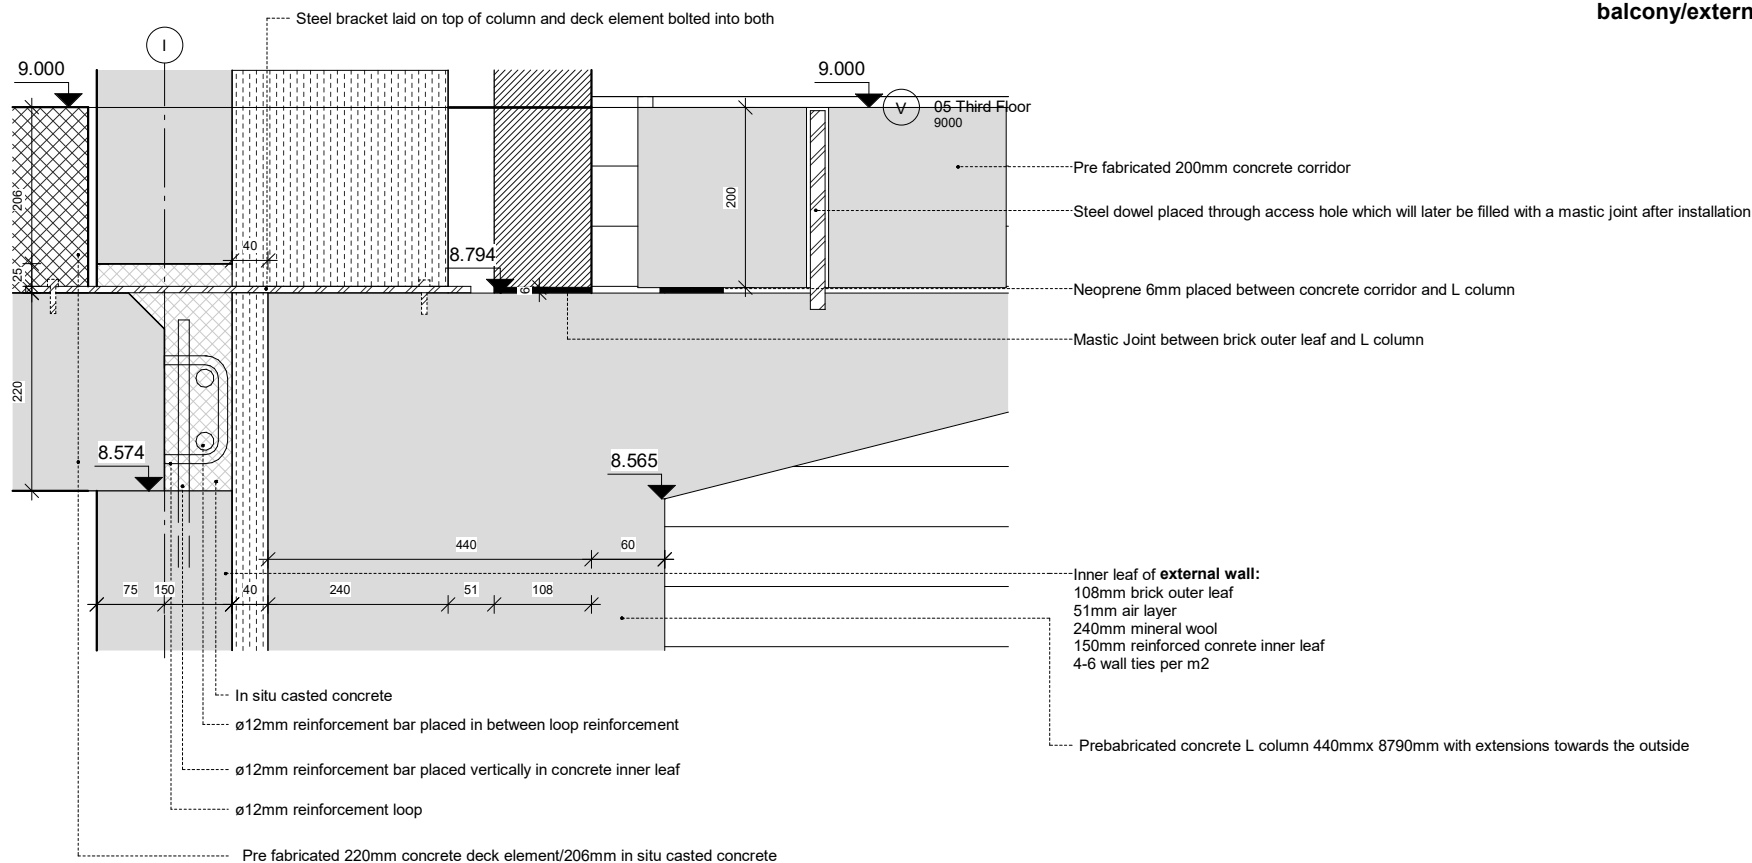 balcony/extern
Steel bracket laid on top of column and deck element bolted into both
I
9.000
9.000
V
05 Third Floor
9000
Pre fabricated 200mm concrete corridor
206
200
Steel dowel placed through access hole which will later be filled with a mastic joint after installation
40
8.794
25
6
Neoprene 6mm placed between concrete corridor and L column
Mastic Joint between brick outer leaf and L column
220
8.574
8.565
440
60
75
150
40
240
51
108
Inner leaf of external wall:
108mm brick outer leaf
51mm air layer
240mm mineral wool
150mm reinforced conrete inner leaf
4-6 wall ties per m2
In situ casted concrete
ø12mm reinforcement bar placed in between loop reinforcement
Prebabricated concrete L column 440mmx 8790mm with extensions towards the outside
ø12mm reinforcement bar placed vertically in concrete inner leaf
ø12mm reinforcement loop
Pre fabricated 220mm concrete deck element/206mm in situ casted concrete